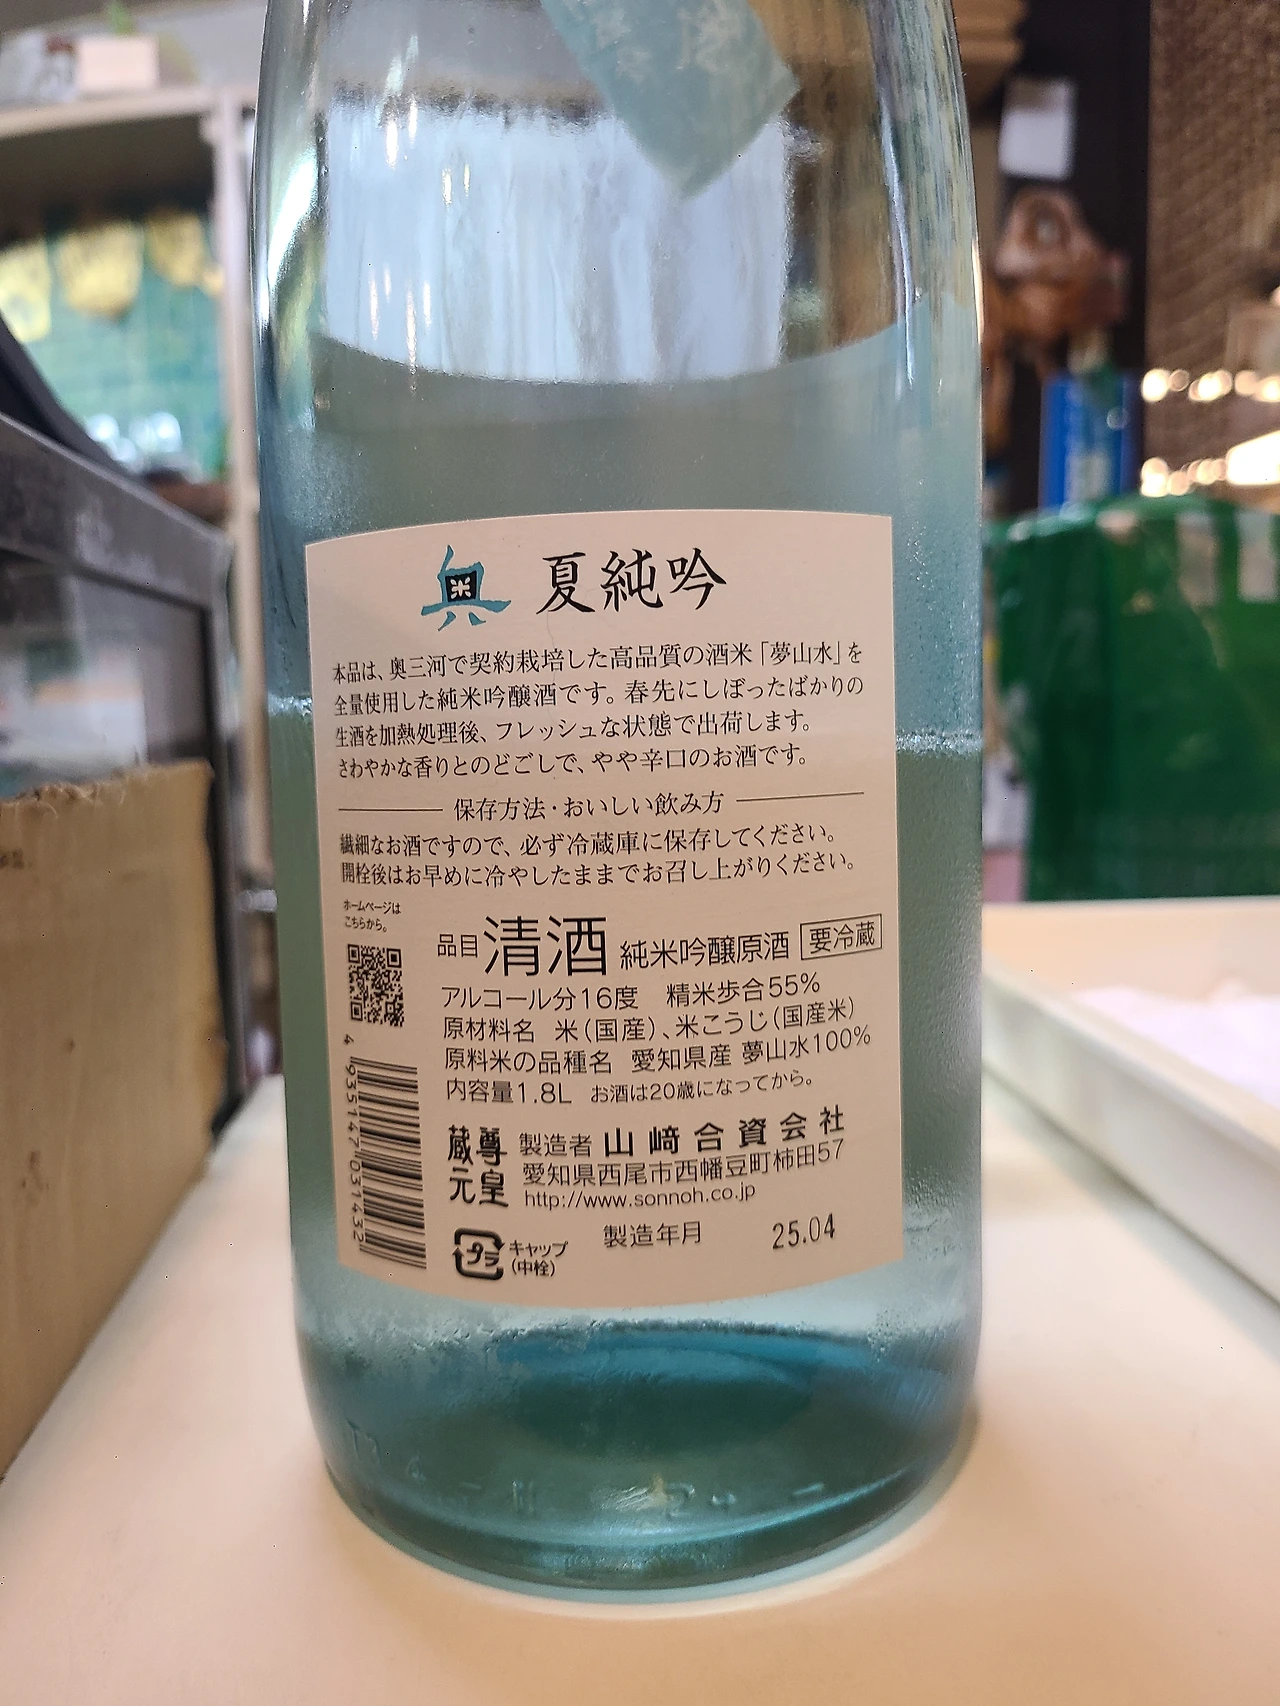 奥 夏純吟
本品は、奥三河で契約栽培した高品質の酒米「夢山水」を
全量使用した純米吟醸酒です。春先にしぼったばかりの
生酒を加熱処理後、フレッシュな状態で出荷します。
さわやかな香りとのどごしで、やや辛口のお酒です。
保存方法・おいしい飲み方
繊細なお酒ですので、必ず冷蔵庫に保存してください。
開栓後はお早めに冷やしたままでお召し上がりください。
ホームページは
こちらから。
品目 清酒 純米吟醸原酒 要冷蔵
アルコール分16度 精米歩合55%
原材料名 米(国産)、米こうじ(国産米)
原料米の品種名 愛知県産 夢山水100%
内容量1.8L お酒は20歳になってから。
4 935147 031432
尊皇蔵元
製造者 山﨑合資会社
愛知県西尾市西幡豆町柿田57
http://www.sonnoh.co.jp
プラ
キャップ
(中栓)
製造年月 25.04